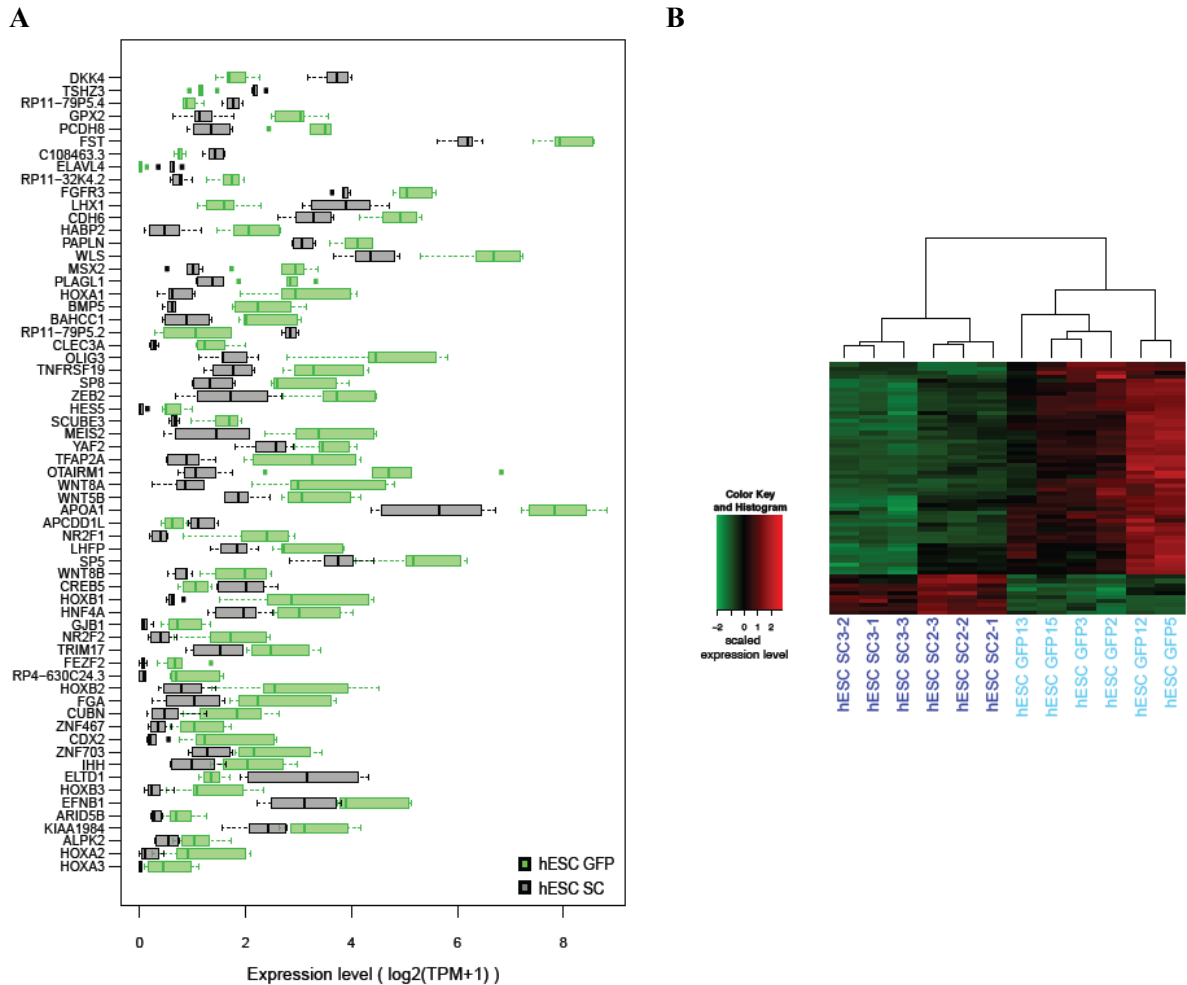 A
B
DKK4
TSHZ3
RP11-79P5.4
GPX2
PCDH8
FST
C108463.3
ELAVL4
RP11-32K4.2
FGFR3
LHX1
CDH6
HABP2
PAPLN
WLS
MSX2
PLAGL1
HOXA1
BMP5
BAHCC1
RP11-79P5.2
CLEC3A
OLIG3
TNFRSF19
SP8
ZEB2
HES5
SCUBE3
MEIS2
YAF2
TFAP2A
OTAIRM1
WNT8A
WNT5B
APOA1
APCDD1L
NR2F1
LHFP
SP5
WNT8B
CREB5
HOXB1
HNF4A
GJB1
NR2F2
TRIM17
FEZF2
RP4-630C24.3
HOXB2
FGA
CUBN
ZNF467
CDX2
ZNF703
IHH
ELTD1
HOXB3
EFNB1
ARID5B
KIAA1984
ALPK2
HOXA2
HOXA3
hESC GFP
hESC SC
0 2 4 6 8
Expression level ( log2(TPM+1) )
Color Key
and Histogram
-2 0 1 2
scaled
expression level
hESC SC3-2
hESC SC3-1
hESC SC3-3
hESC SC2-3
hESC SC2-2
hESC SC2-1
hESC GFP13
hESC GFP15
hESC GFP3
hESC GFP2
hESC GFP12
hESC GFP5